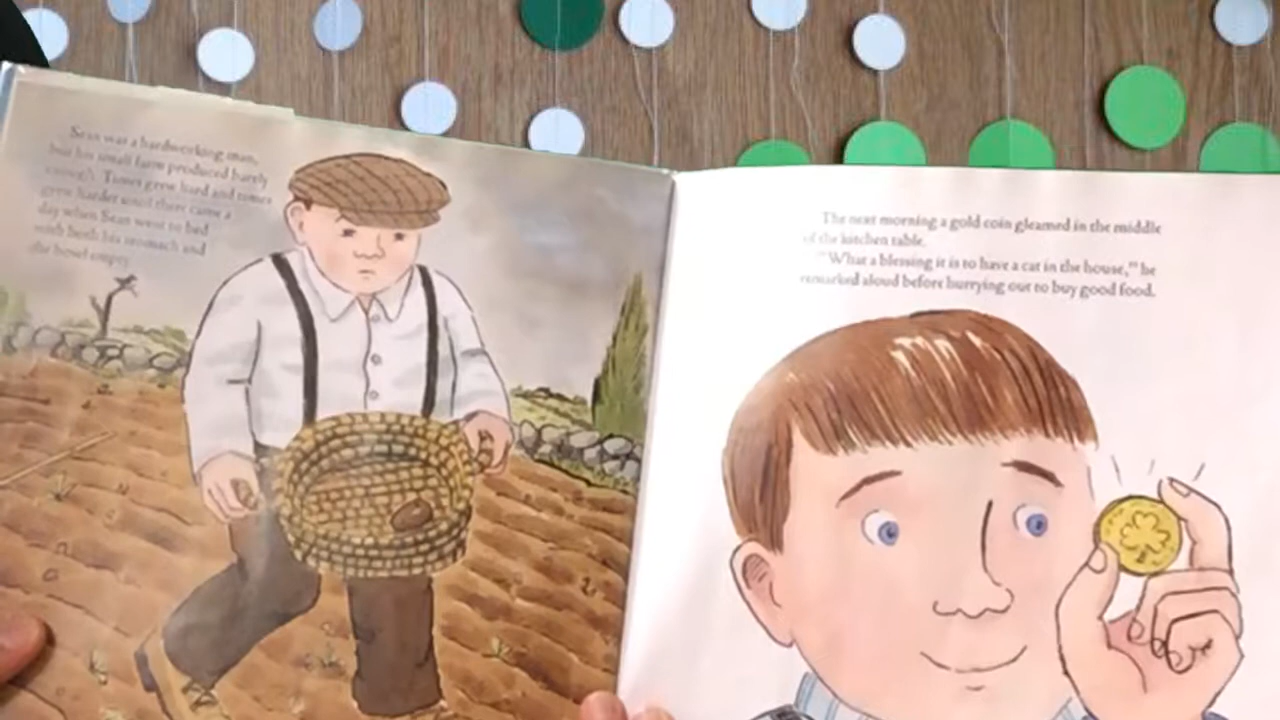 Sean was a hardworking man,
but his small farm produced barely
enough. Times grew hard and times
grew harder until there came a
day when Sean went to bed
with both his stomach and
the bowl empty.
The next morning a gold coin gleamed in the middle
of the kitchen table.
"What a blessing it is to have a cat in the house," he
remarked aloud before hurrying out to buy good food.